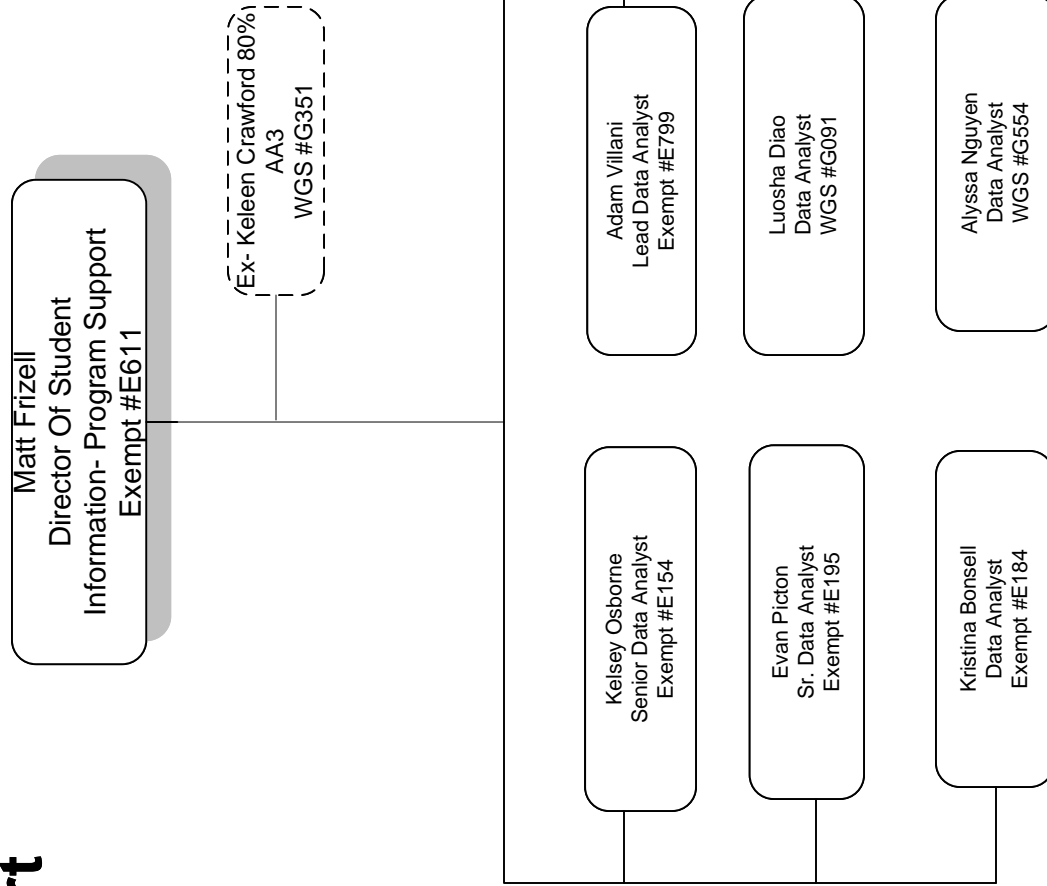 rt
Matt Frizell
Director Of Student
Information- Program Support
Exempt #E611
Ex- Keleen Crawford 80%
AA3
WGS #G351
Kelsey Osborne
Senior Data Analyst
Exempt #E154
Adam Villani
Lead Data Analyst
Exempt #E799
Evan Picton
Sr. Data Analyst
Exempt #E195
Luosha Diao
Data Analyst
WGS #G091
Kristina Bonsell
Data Analyst
Exempt #E184
Alyssa Nguyen
Data Analyst
WGS #G554